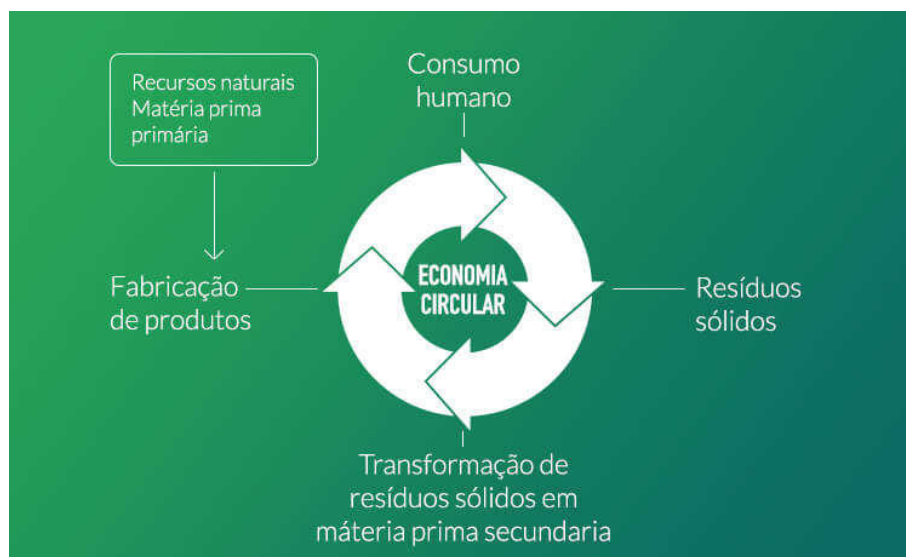 Recursos naturais
Matéria prima
primária
Consumo
humano
Fabricação
de produtos
ECONOMIA
CIRCULAR
Resíduos
sólidos
Transformação de
resíduos sólidos em
máteria prima secundaria